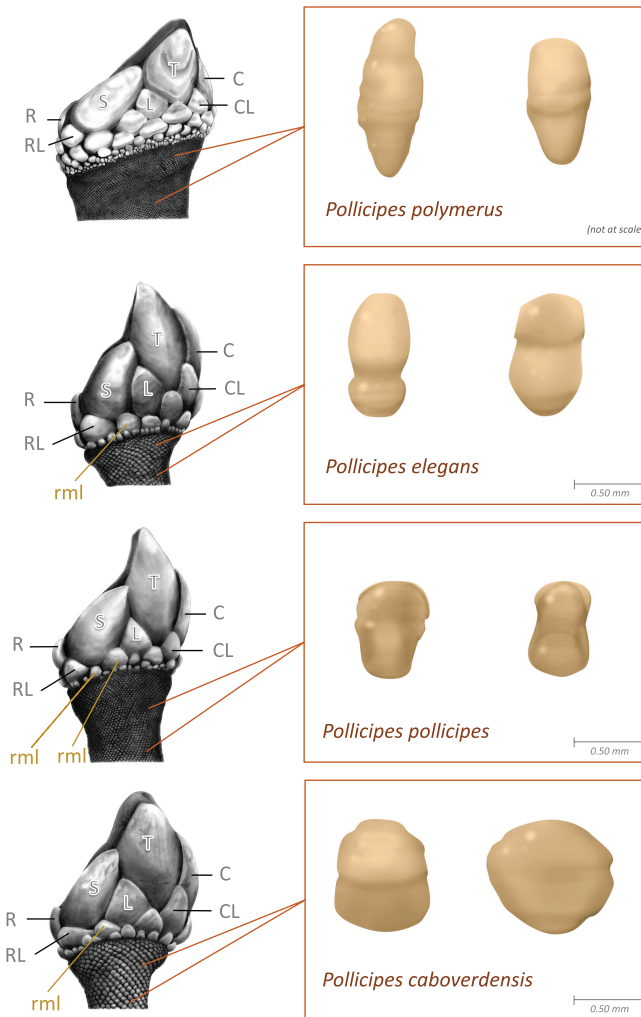 T
C
S
L
CL
R
RL
Pollicipes polymerus
(not at scale
T
C
L
S
CL
R
RL
rml
Pollicipes elegans
0.50 mm
T
C
S
L
R
CL
RL
rml
rml
Pollicipes pollicipes
0.50 mm
T
C
S
L
R
CL
RL
rml
Pollicipes caboverdensis
0.50 mm